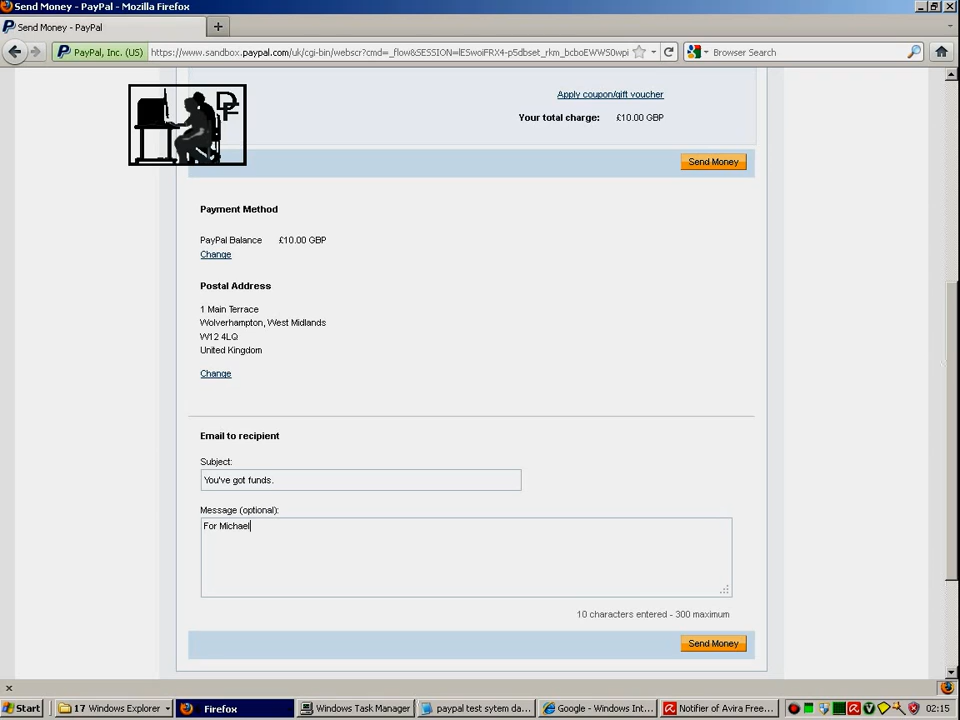 Send Money - PayPal - Mozilla Firefox
Send Money - PayPal
PayPal, Inc. (US)
Browser Search
DF
Apply coupon/gift voucher
Your total charge: £10.00 GBP
Send Money
Payment Method
PayPal Balance £10.00 GBP
Change
Postal Address
1 Main Terrace
Wolverhampton, West Midlands
W12 4LQ
United Kingdom
Change
Email to recipient
Subject:
You've got funds.
Message (optional):
For Michael
10 characters entered - 300 maximum
Send Money
Start 17 Windows Explorer Firefox Windows Task Manager paypal test sytem da... Google - Windows Int... Notifier of Avira Free... 02:15